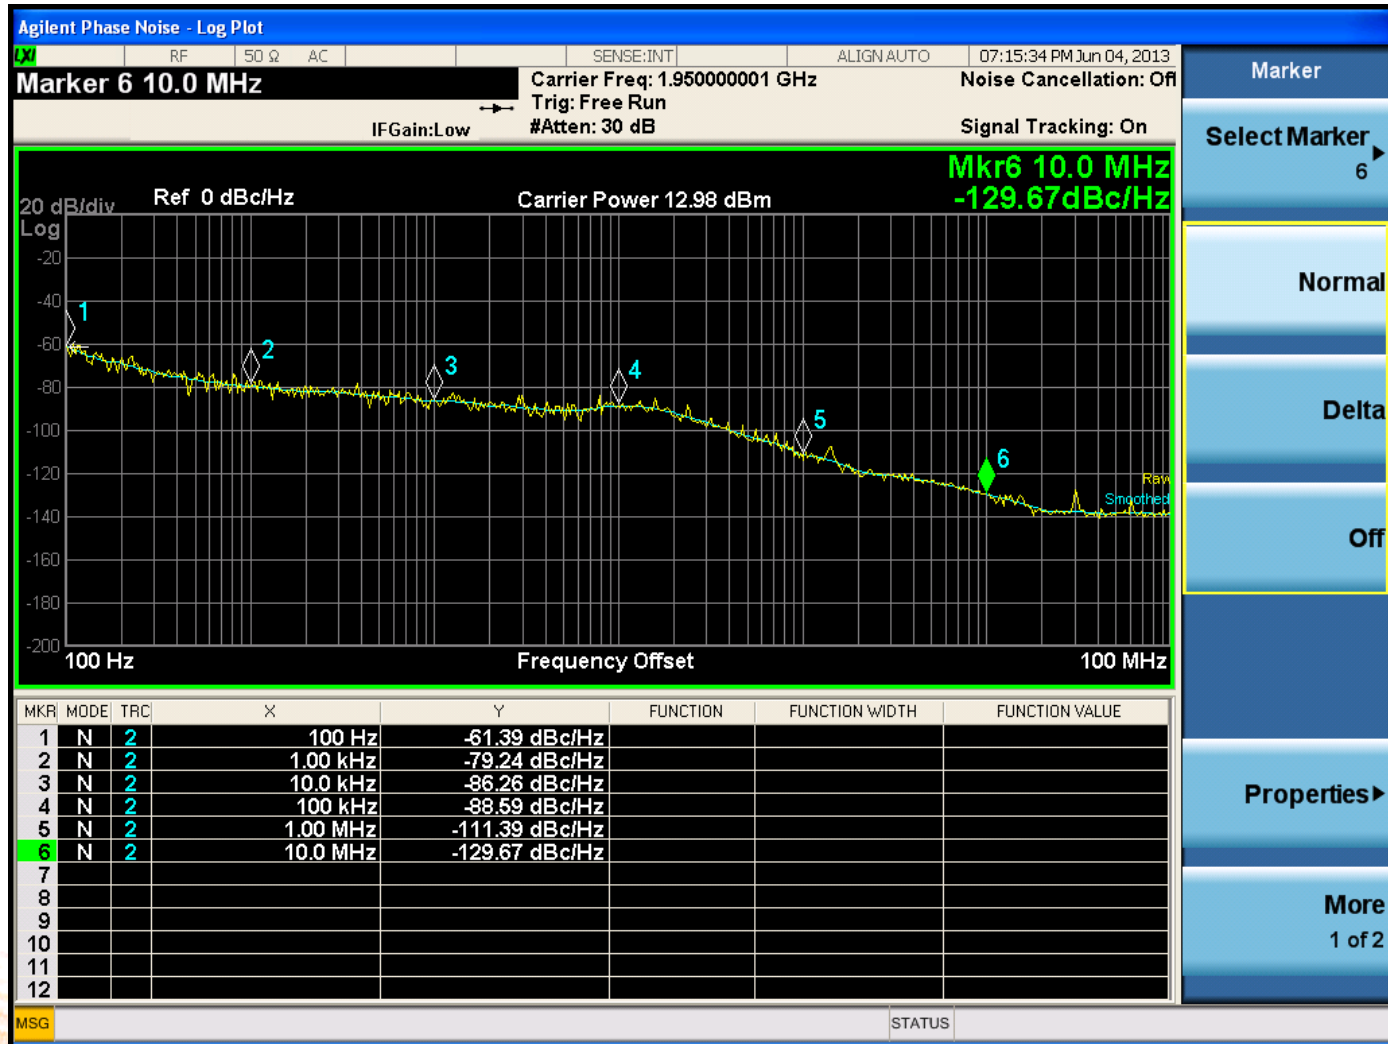 Agilent Phase Noise - Log Plot
LXI RF 50 Ω AC SENSE:INT ALIGN AUTO 07:15:34 PM Jun 04, 2013
Marker 6 10.0 MHz
Carrier Freq: 1.950000001 GHz
Noise Cancellation: Off
Trig: Free Run
IFGain:Low
#Atten: 30 dB
Signal Tracking: On
Mkr6 10.0 MHz
-129.67dBc/Hz
20 dB/div
Log
Ref 0 dBc/Hz
Carrier Power 12.98 dBm
-20
-40
-60
-80
-100
-120
-140
-160
-180
-200
1
2
3
4
5
6
Raw
Smoothed
100 Hz
Frequency Offset
100 MHz
MKR MODE TRC X Y FUNCTION FUNCTION WIDTH FUNCTION VALUE
1 N 2 100 Hz -61.39 dBc/Hz
2 N 2 1.00 kHz -79.24 dBc/Hz
3 N 2 10.0 kHz -86.26 dBc/Hz
4 N 2 100 kHz -88.59 dBc/Hz
5 N 2 1.00 MHz -111.39 dBc/Hz
6 N 2 10.0 MHz -129.67 dBc/Hz
7
8
9
10
11
12
MSG
STATUS
Marker
Select Marker
6
Normal
Delta
Off
Properties
More
1 of 2